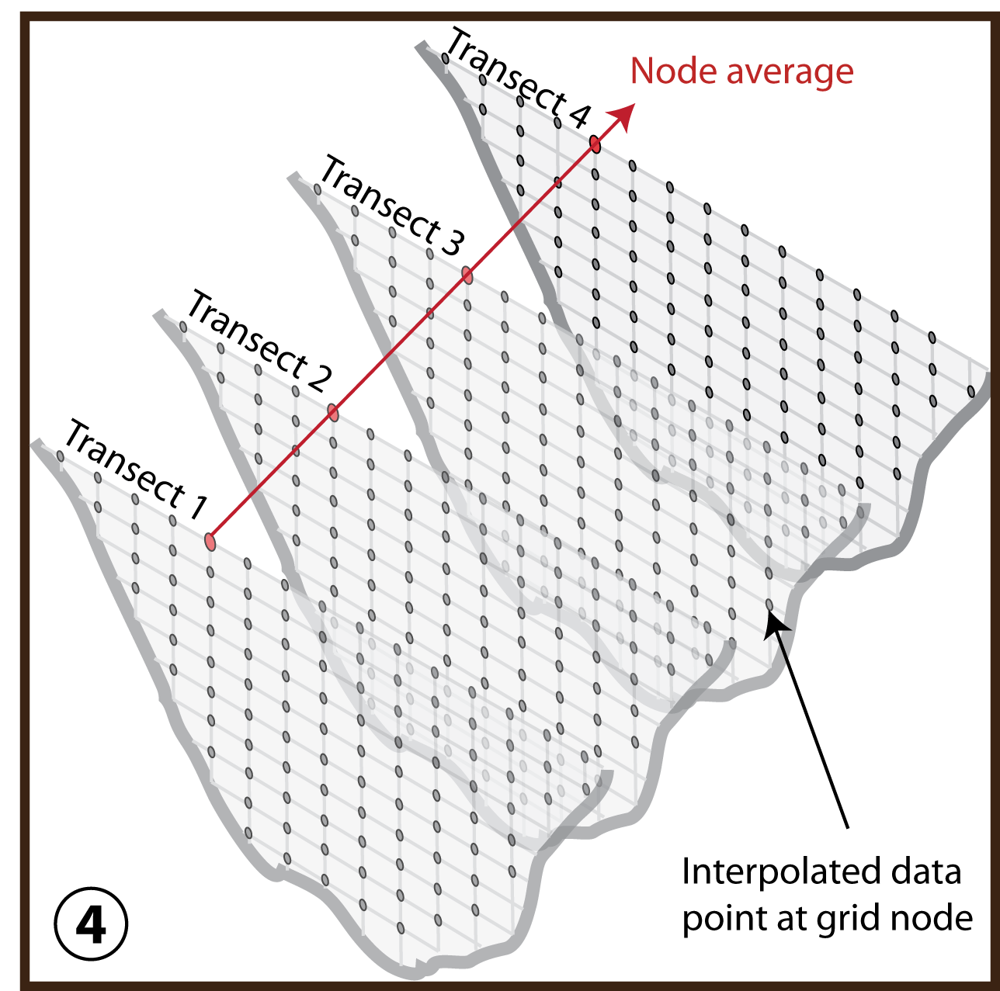 Transect 4
Node average
Transect 3
Transect 2
Transect 1
Interpolated data
point at grid node
4